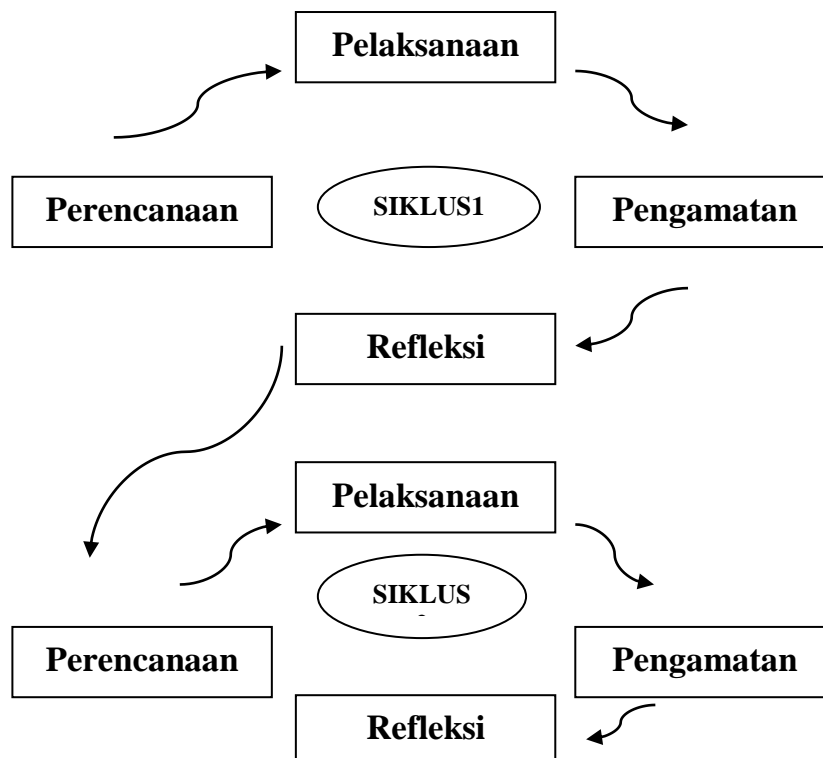 Pelaksanaan
Perencanaan
SIKLUS1
Pengamatan
Refleksi
Pelaksanaan
SIKLUS
Perencanaan
Pengamatan
Refleksi